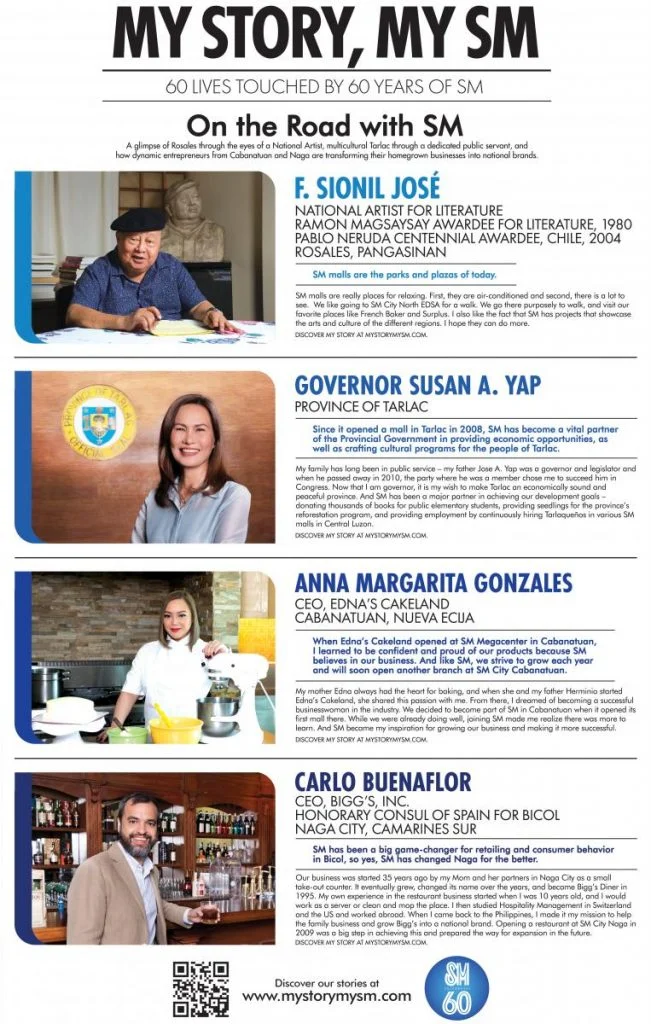 MY STORY, MY SM
60 LIVES TOUCHED BY 60 YEARS OF SM
On the Road with SM
A glimpse of Rosales through the eyes of a National Artist, multicultural Tarlac through a dedicated public servant, and
how dynamic entrepreneurs from Cabanatuan and Naga are transforming their homegrown businesses into national brands.
F. SIONIL JOSÉ
NATIONAL ARTIST FOR LITERATURE
RAMON MAGSAYSAY AWARDEE FOR LITERATURE, 1980
PABLO NERUDA CENTENNIAL AWARDEE, CHILE, 2004
ROSALES, PANGASINAN
SM malls are the parks and plazas of today.
SM malls are really places for relaxing. First, they are air-conditioned and second, there is a lot to
see. We like going to SM City North EDSA for a walk. We go there purposely to walk, and visit our
favorite places like French Baker and Surplus. I also like the fact that SM has projects that showcase
the arts and culture of the different regions. I hope they can do more.
DISCOVER MY STORY AT MYSTORYMYSM.COM.
PROVINCE OF TARLAC
OFFICIAL SEAL
GOVERNOR SUSAN A. YAP
PROVINCE OF TARLAC
Since it opened a mall in Tarlac in 2008, SM has become a vital partner
of the Provincial Government in providing economic opportunities, as
well as crafting cultural programs for the people of Tarlac.
My family has long been in public service – my father Jose A. Yap was a governor and legislator and
when he passed away in 2010, the party where he was a member chose me to succeed him in
Congress. Now that I am governor, it is my wish to make Tarlac an economically sound and
peaceful province. And SM has been a major partner in achieving our development goals –
donating thousands of books for public elementary students, providing seedlings for the province's
reforestation program, and providing employment by continuously hiring Tarlaqueños in various SM
malls in Central Luzon.
DISCOVER MY STORY AT MYSTORYMYSM.COM.
ANNA MARGARITA GONZALES
CEO, EDNA'S CAKELAND
CABANATUAN, NUEVA ECIJA
When Edna's Cakeland opened at SM Megacenter in Cabanatuan,
I learned to be confident and proud of our products because SM
believes in our business. And like SM, we strive to grow each year
and will soon open another branch at SM City Cabanatuan.
My mother Edna always had the heart for baking, and when she and my father Herminio started
Edna's Cakeland, she shared this passion with me. From there, I dreamed of becoming a successful
businesswoman in the industry. We decided to become part of SM in Cabanatuan when it opened its
first mall there. While we were already doing well, joining SM made me realize there was more to
learn. And SM became my inspiration for growing our business and making it more successful.
DISCOVER MY STORY AT MYSTORYMYSM.COM.
CARLO BUENAFLOR
CEO, BIGG'S, INC.
HONORARY CONSUL OF SPAIN FOR BICOL
NAGA CITY, CAMARINES SUR
SM has been a big game-changer for retailing and consumer behavior
in Bicol, so yes, SM has changed Naga for the better.
Our business was started 35 years ago by my Mom and her partners in Naga City as a small
take-out counter. It eventually grew, changed its name over the years, and became Bigg's Diner in
1995. My own experience in the restaurant business started when I was 10 years old, and I would
work as a server or clean and mop the place. I then studied Hospitality Management in Switzerland
and the US and worked abroad. When I came back to the Philippines, I made it my mission to help
the family business and grow Bigg's into a national brand. Opening a restaurant at SM City Naga in
2009 was a big step in achieving this and prepared the way for expansion in the future.
DISCOVER MY STORY AT MYSTORYMYSM.COM.
Discover our stories at
www.mystorymysm.com
SM
60